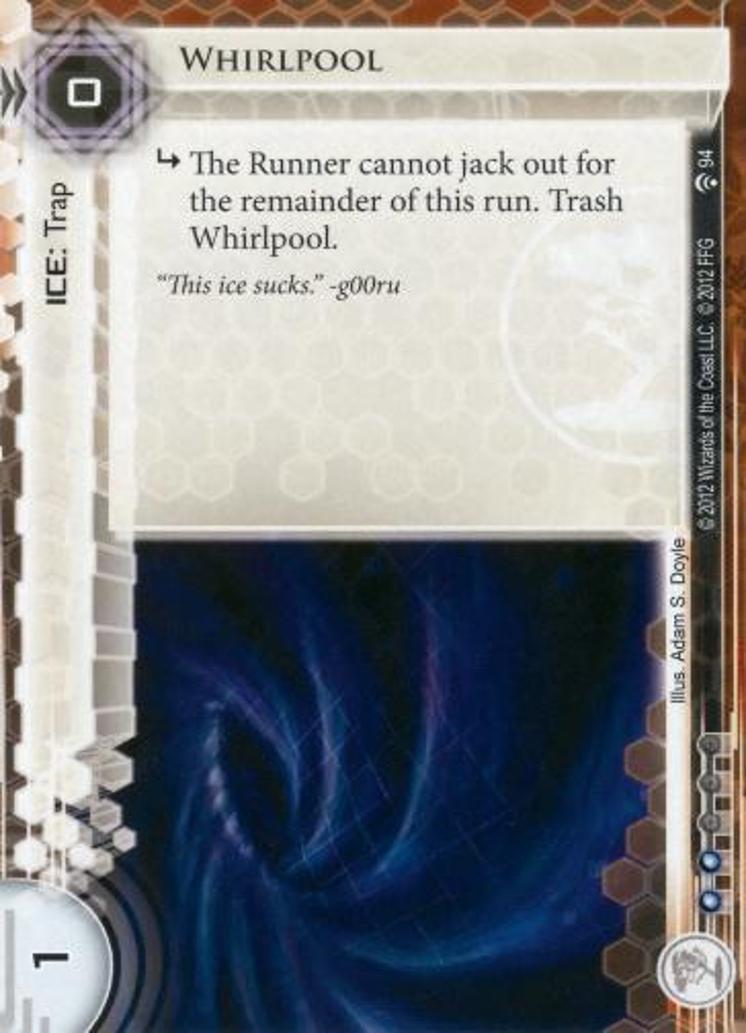 WHIRLPOOL
0
ICE: Trap
↳ The Runner cannot jack out for
the remainder of this run. Trash
Whirlpool.
“This ice sucks.” -g00ru
94
© 2012 Wizards of the Coast LLC. © 2012 FFG
Illus. Adam S. Doyle
1